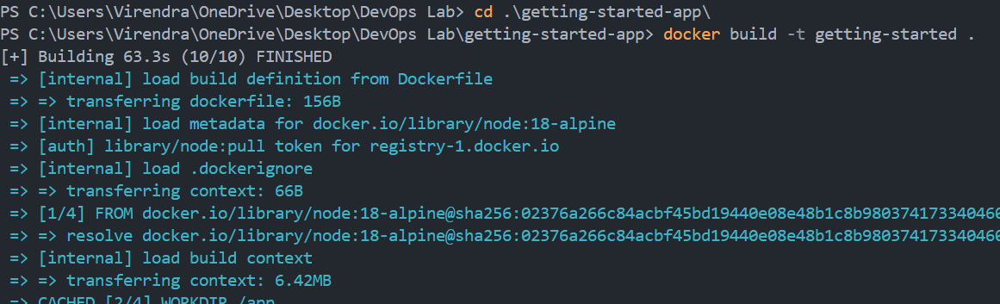 PS C:\Users\Virendra\OneDrive\Desktop\DevOps Lab> cd .\getting-started-app\
PS C:\Users\Virendra\OneDrive\Desktop\DevOps Lab\getting-started-app> docker build -t getting-started .
[+] Building 63.3s (10/10) FINISHED
=> [internal] load build definition from Dockerfile
=> => transferring dockerfile: 156B
=> [internal] load metadata for docker.io/library/node:18-alpine
=> [auth] library/node:pull token for registry-1.docker.io
=> [internal] load .dockerignore
=> => transferring context: 66B
=> [1/4] FROM docker.io/library/node:18-alpine@sha256:02376a266c84acbf45bd19440e08e48b1c8b980374173340460
=> => resolve docker.io/library/node:18-alpine@sha256:02376a266c84acbf45bd19440e08e48b1c8b980374173340460
=> [internal] load build context
=> => transferring context: 6.42MB
=> CACHED [2/4] WORKDIR /app